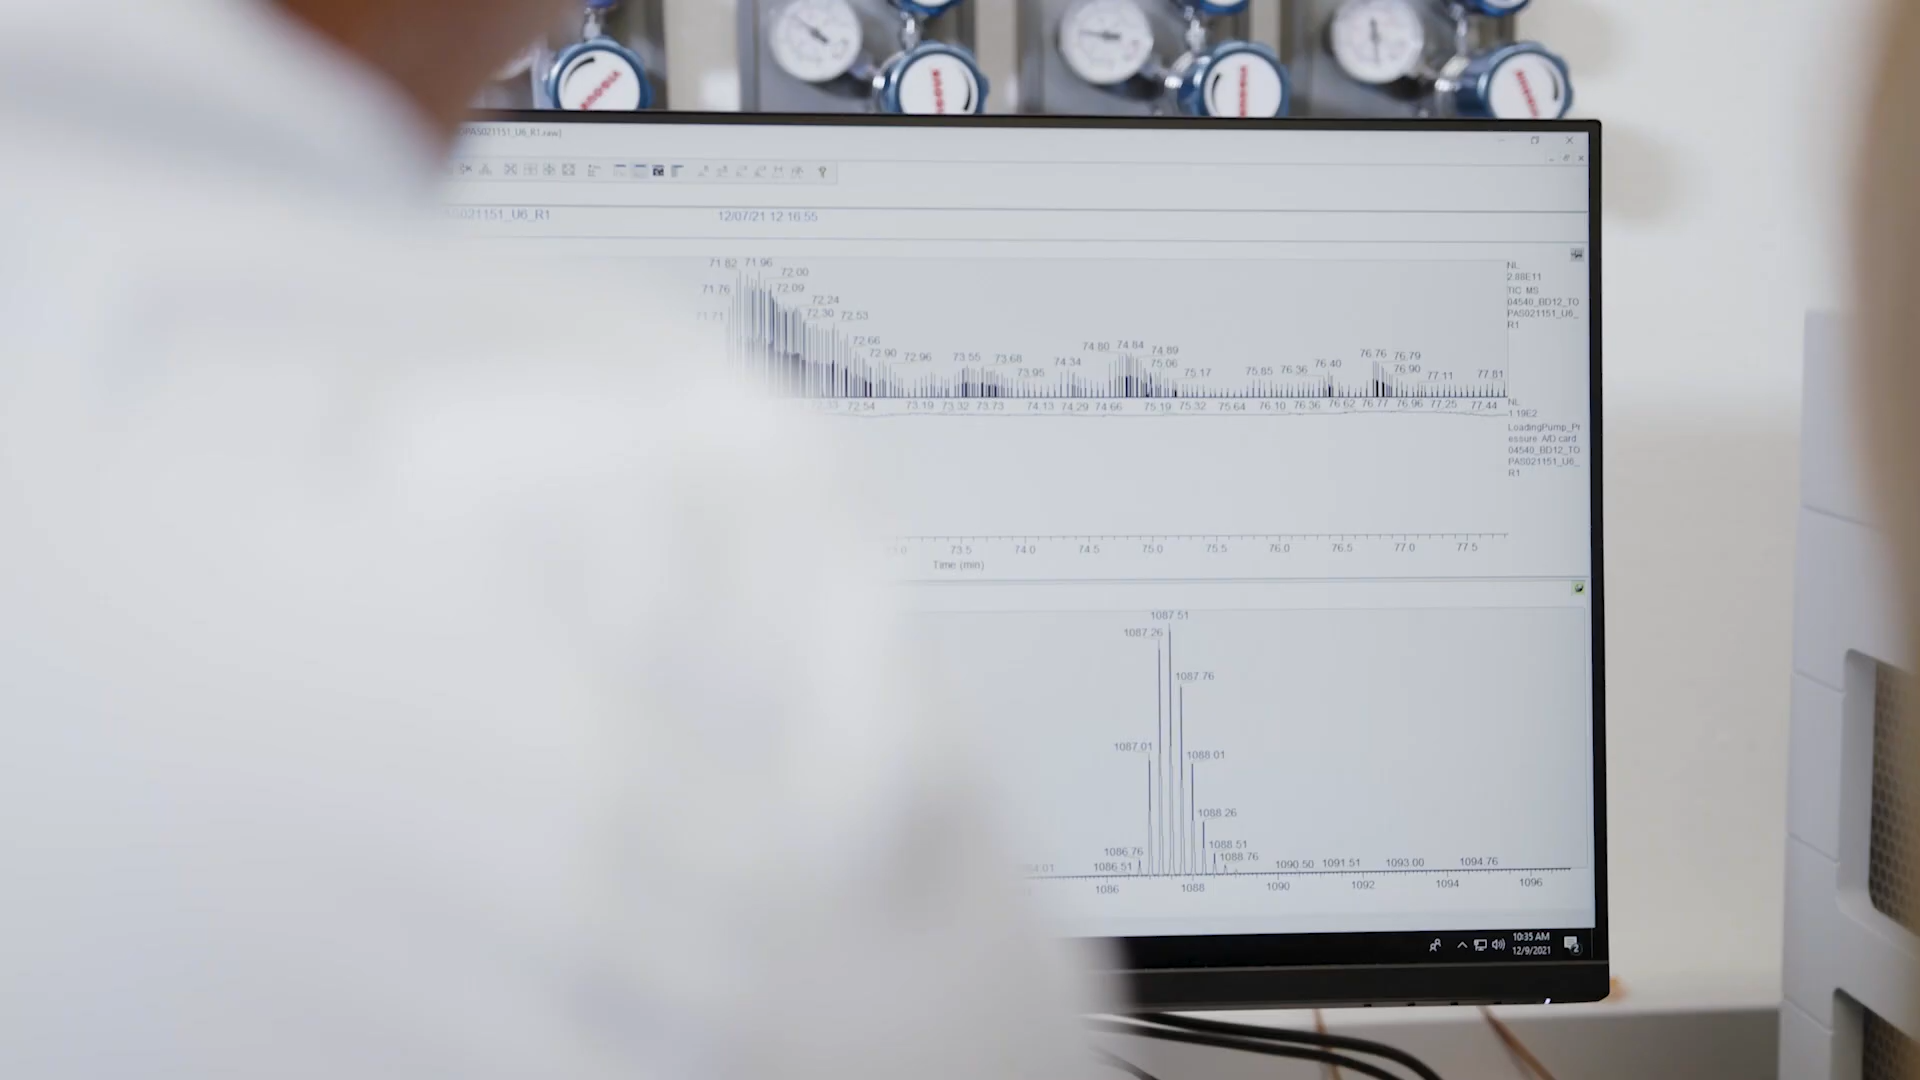 PAS021151_U6_R1.raw]
AS021151_U6_R1 12/07/21 12:16:55
71.82 71.96
72.00
71.76 72.09
72.24
71.71 72.30 72.53
72.66
72.90 72.96 73.55 73.68 73.95 74.34 74.80 74.84 74.89 75.06 75.17 75.85 76.36 76.40 76.76 76.79 76.90 77.11 77.81
72.33 72.54 73.19 73.32 73.73 74.13 74.29 74.66 75.19 75.32 75.64 76.10 76.36 76.62 76.77 76.96 77.25 77.44
NL:
2.88E11
TIC MS
04540_BD12_TO
PAS021151_U6_
R1
NL:
1.19E2
LoadingPump_Pr
essure A/D card
04540_BD12_TO
PAS021151_U6_
R1
73.5 74.0 74.5 75.0 75.5 76.0 76.5 77.0 77.5
Time (min)
1087.51
1087.26
1087.76
1087.01
1088.01
1088.26
1088.51
1086.76 1088.76
1086.51 1090.50 1091.51 1093.00 1094.76
1086 1088 1090 1092 1094 1096
10:35 AM
12/9/2021
2